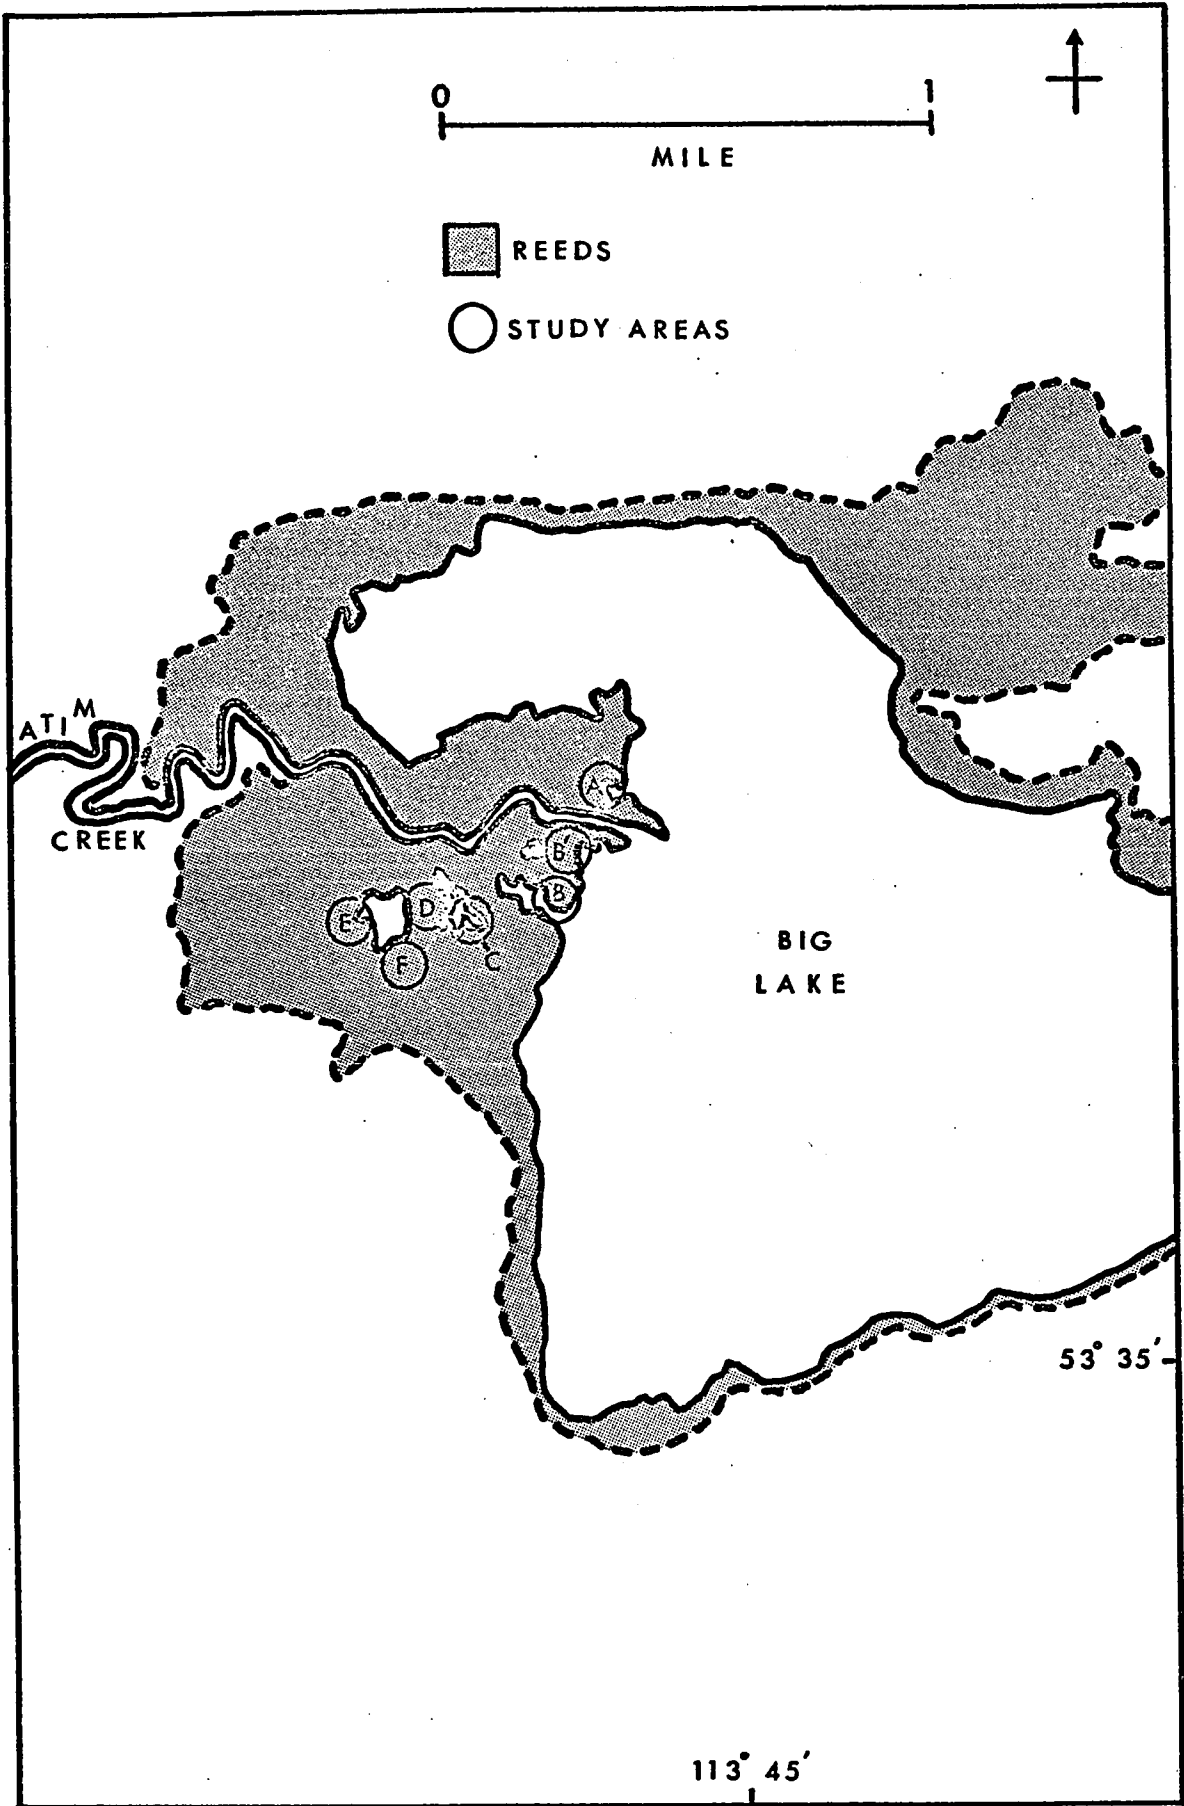 0 1
MILE
REEDS
STUDY AREAS
ATIM
CREEK
A
B'
B
D
E
C
F
BIG
LAKE
53° 35'
113° 45'